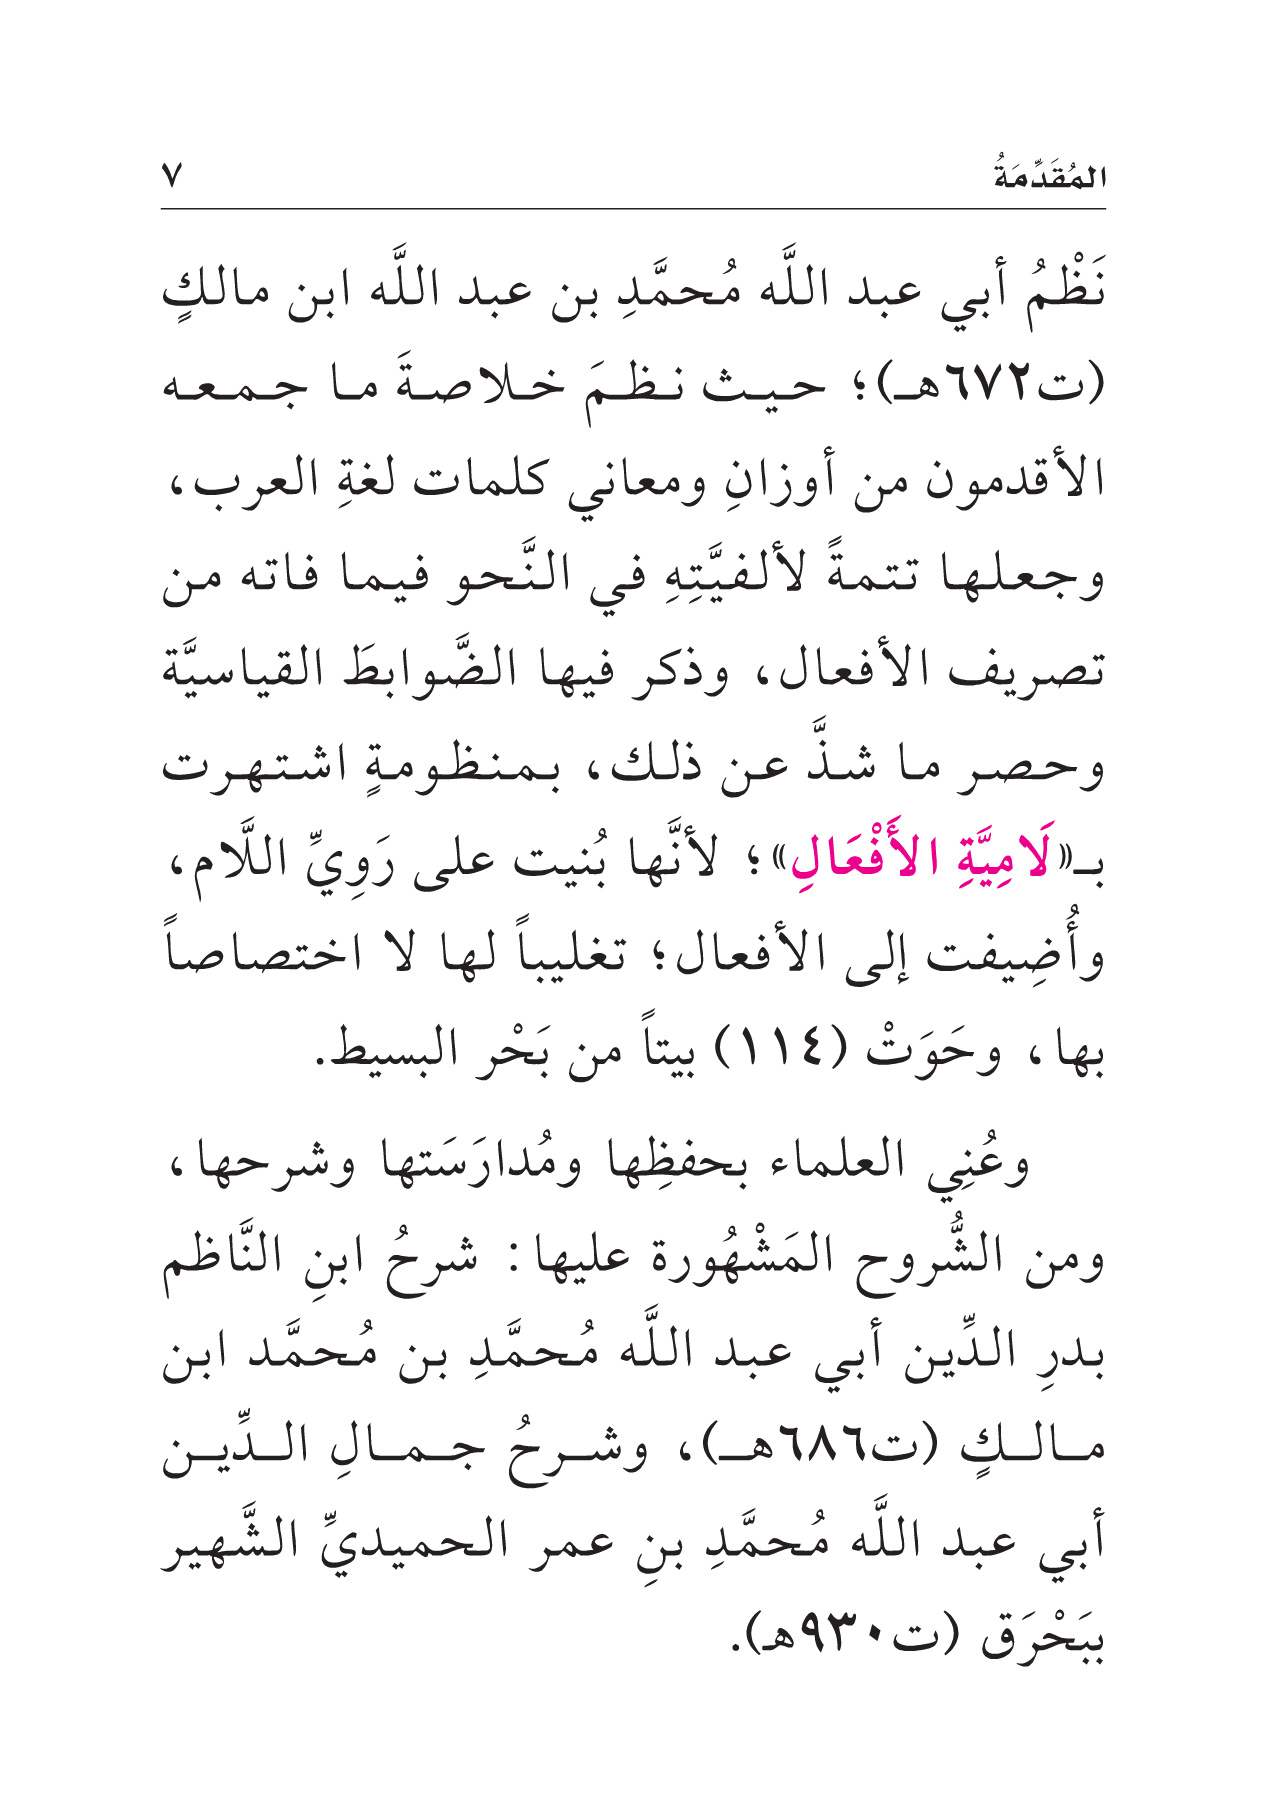 المُقَدِّمَةُ ٧
نَظْمُ أبي عبد اللَّه مُحمَّدِ بن عبد اللَّه ابن مالكٍ
(ت٦٧٢هـ)؛ حيث نظمَ خلاصةَ ما جمعه
الأقدمون من أوزانِ ومعاني كلمات لغةِ العرب،
وجعلها تتمةً لألفيَّتِهِ في النَّحو فيما فاته من
تصريف الأفعال، وذكر فيها الضَّوابطَ القياسيَّة
وحصر ما شذَّ عن ذلك، بمنظومةٍ اشتهرت
بـ«لَامِيَّةِ الأَفْعَالِ»؛ لأنَّها بُنيت على رَوِيِّ اللَّام،
وأُضِيفت إلى الأفعال؛ تغليباً لها لا اختصاصاً
بها، وحَوَتْ (١١٤) بيتاً من بَحْر البسيط.
وعُنِي العلماء بحفظِها ومُدارَسَتها وشرحها،
ومن الشُّروح المَشْهُورة عليها: شرحُ ابنِ النَّاظم
بدرِ الدِّين أبي عبد اللَّه مُحمَّدِ بن مُحمَّد ابن
مالكٍ (ت٦٨٦هـ)، وشرحُ جمالِ الدِّين
أبي عبد اللَّه مُحمَّدِ بنِ عمر الحميديِّ الشَّهير
ببَحْرَق (ت٩٣٠هـ).